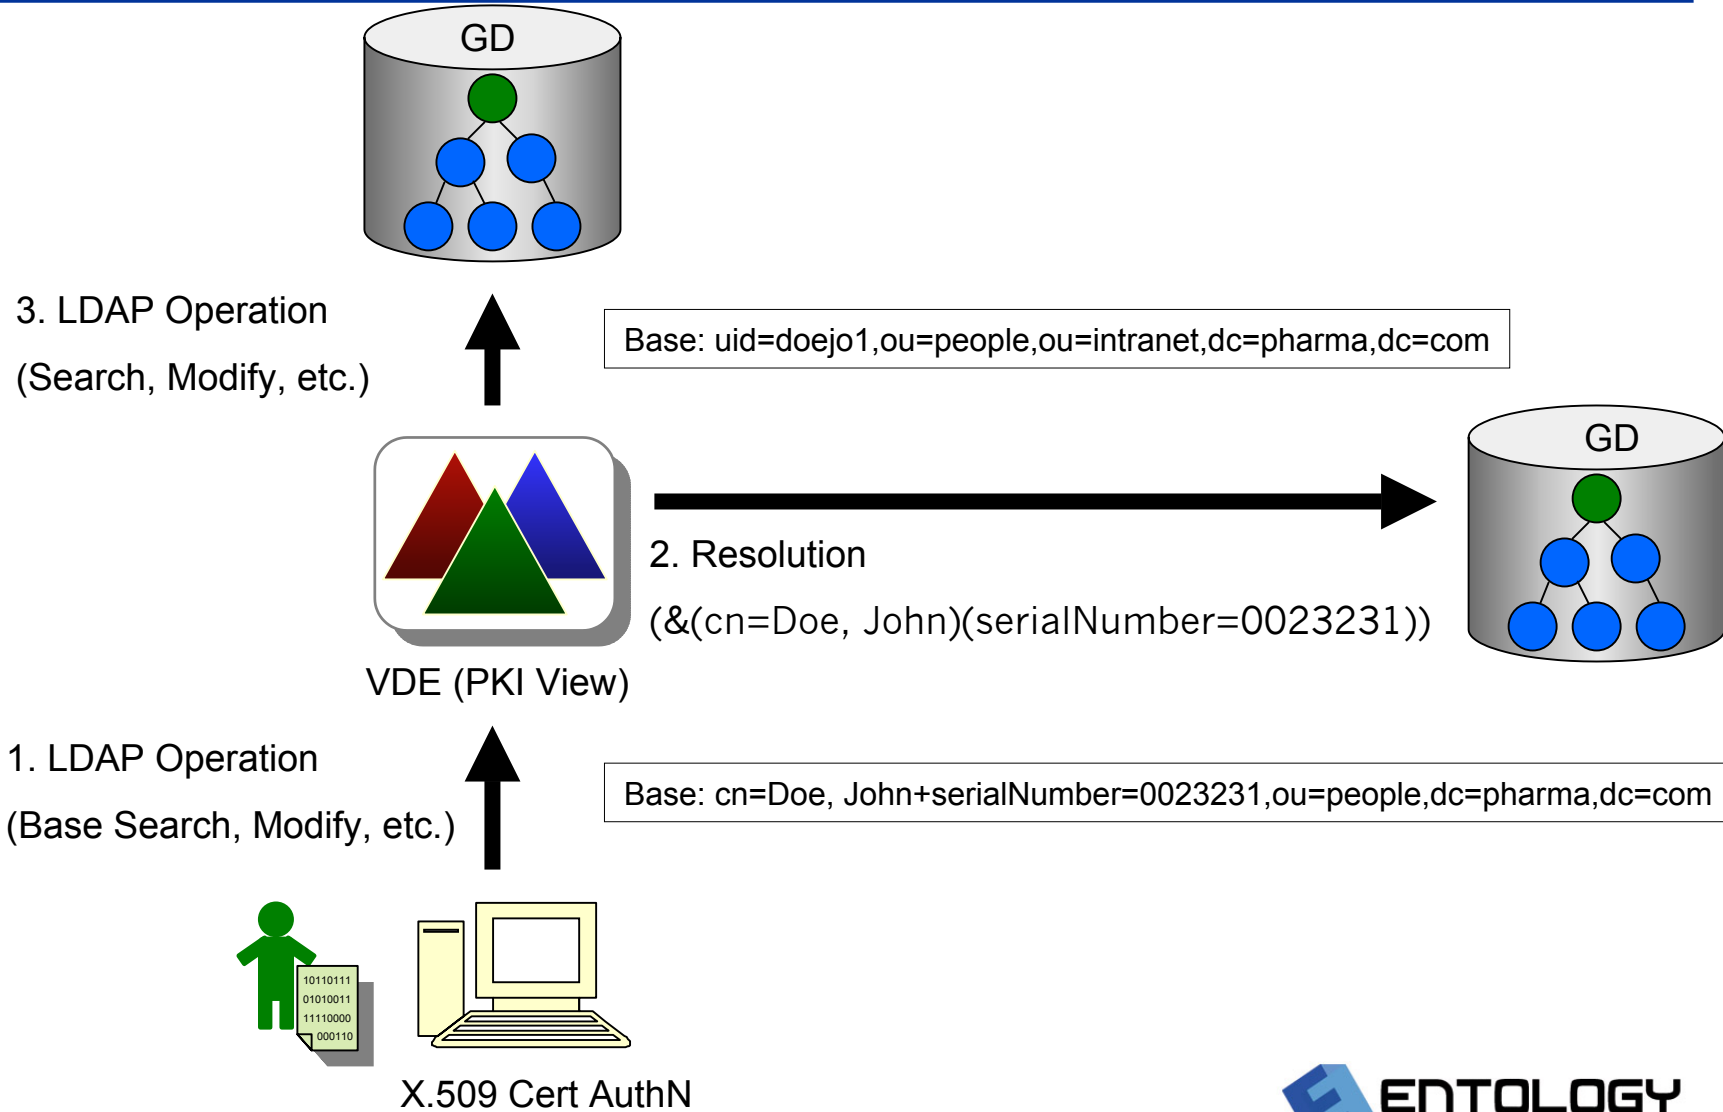 GD
3. LDAP Operation
(Search, Modify, etc.)
Base: uid=doejo1,ou=people,ou=intranet,dc=pharma,dc=com
GD
2. Resolution
(&(cn=Doe, John)(serialNumber=0023231))
VDE (PKI View)
1. LDAP Operation
(Base Search, Modify, etc.)
Base: cn=Doe, John+serialNumber=0023231,ou=people,dc=pharma,dc=com
10110111
01010011
11110000
000110
X.509 Cert AuthN
ENTOLOGY